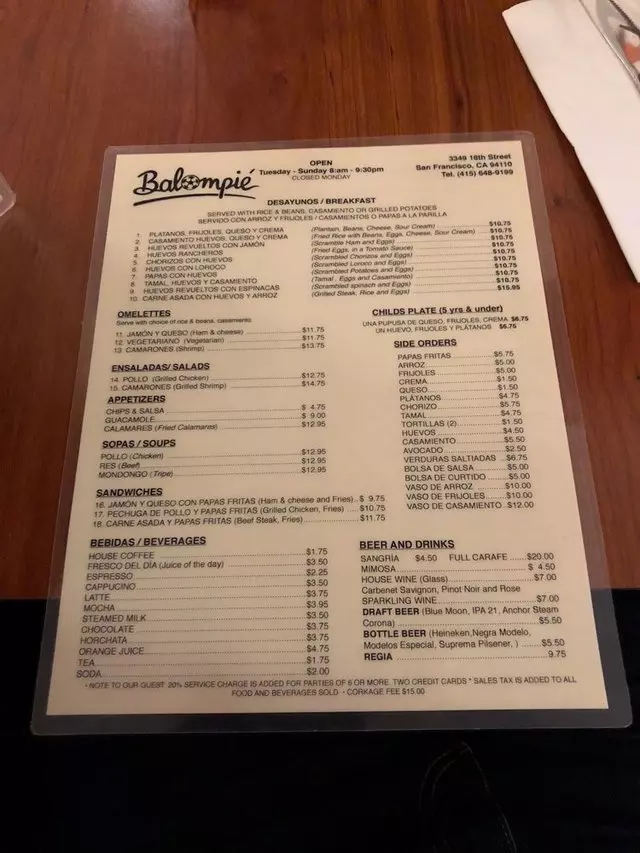 Balompié
OPEN
Tuesday - Sunday 8:am - 9:30pm
CLOSED MONDAY
3349 18th Street
San Francisco, CA 94110
Tel. (415) 648-9199
DESAYUNOS / BREAKFAST
SERVED WITH RICE & BEANS, CASAMIENTO OR GRILLED POTATOES
SERVIDO CON ARROZ Y FRIJOLES / CASAMIENTOS O PAPAS A LA PARILLA
1. PLATANOS, FRIJOLES, QUESO Y CREMA (Plantain, Beans, Cheese, Sour Cream) $10.75
2. CASAMIENTO HUEVOS, QUESO Y CREMA (Fried Rice with Beans, Eggs, Cheese, Sour Cream) $10.75
3. HUEVOS REVUELTOS CON JAMÓN (Scramble Ham and Eggs) $10.75
4. HUEVOS RANCHEROS (Fried Eggs, in a Tomato Sauce) $10.75
5. CHORIZOS CON HUEVOS (Scrambled Chorizos and Eggs) $10.75
6. HUEVOS CON LOROCO (Scrambled Loroco and Eggs) $10.75
7. PAPAS CON HUEVOS (Scrambled Potatoes and Eggs) $10.75
8. TAMAL, HUEVOS Y CASAMIENTO (Tamal, Eggs and Casamiento) $10.75
9. HUEVOS REVUELTOS CON ESPINACAS (Scrambled spinach and Eggs) $10.75
10. CARNE ASADA CON HUEVOS Y ARROZ (Grilled Steak, Rice and Eggs) $15.95
OMELETTES
Serve with choice of rice & beans, casamiento
11. JAMÓN Y QUESO (Ham & cheese) $11.75
12. VEGETARIANO (Vegetarian) $11.75
13. CAMARONES (Shrimp) $13.75
ENSALADAS/ SALADS
14. POLLO (Grilled Chicken) $12.75
15. CAMARONES (Grilled Shrimp) $14.75
APPETIZERS
CHIPS & SALSA $ 4.75
GUACAMOLE $ 9.00
CALAMARES (Fried Calamares) $12.95
SOPAS / SOUPS
POLLO (Chicken) $12.95
RES (Beef) $12.95
MONDONGO (Tripe) $12.95
SANDWICHES
16. JAMÓN Y QUESO CON PAPAS FRITAS (Ham & cheese and Fries) $ 9.75
17. PECHUGA DE POLLO Y PAPAS FRITAS (Grilled Chicken, Fries) $10.75
18. CARNE ASADA Y PAPAS FRITAS (Beef Steak, Fries) $11.75
BEBIDAS / BEVERAGES
HOUSE COFFEE $1.75
FRESCO DEL DÍA (Juice of the day) $3.50
ESPRESSO $2.25
CAPPUCINO $3.50
LATTE $3.75
MOCHA $3.95
STEAMED MILK $3.50
CHOCOLATE $3.75
HORCHATA $3.75
ORANGE JUICE $4.75
TEA $1.75
SODA $2.00
CHILDS PLATE (5 yrs & under)
UNA PUPUSA DE QUESO, FRIJOLES, CREMA $6.75
UN HUEVO, FRIJOLES Y PLÁTANOS $6.75
SIDE ORDERS
PAPAS FRITAS $5.75
ARROZ $5.00
FRIJOLES $5.00
CREMA $1.50
QUESO $1.50
PLÁTANOS $4.75
CHORIZO $5.75
TAMAL $4.75
TORTILLAS (2) $1.50
HUEVOS $4.50
CASAMIENTO $5.50
AVOCADO $2.50
VERDURAS SALTIADAS $6.75
BOLSA DE SALSA $5.00
BOLSA DE CURTIDO $5.00
VASO DE ARROZ $10.00
VASO DE FRIJOLES $10.00
VASO DE CASAMIENTO $12.00
BEER AND DRINKS
SANGRIA $4.50 FULL CARAFE $20.00
MIMOSA $ 4.50
HOUSE WINE (Glass) $7.00
Carbenet Savignon, Pinot Noir and Rose
SPARKLING WINE $7.00
DRAFT BEER (Blue Moon, IPA 21, Anchor Steam
Corona) $5.50
BOTTLE BEER (Heineken,Negra Modelo,
Modelos Especial, Suprema Pilsener, ) $5.50
REGIA 9.75
* NOTE TO OUR GUEST 20% SERVICE CHARGE IS ADDED FOR PARTIES OF 6 OR MORE. TWO CREDIT CARDS * SALES TAX IS ADDED TO ALL
FOOD AND BEVERAGES SOLD - CORKAGE FEE $15.00